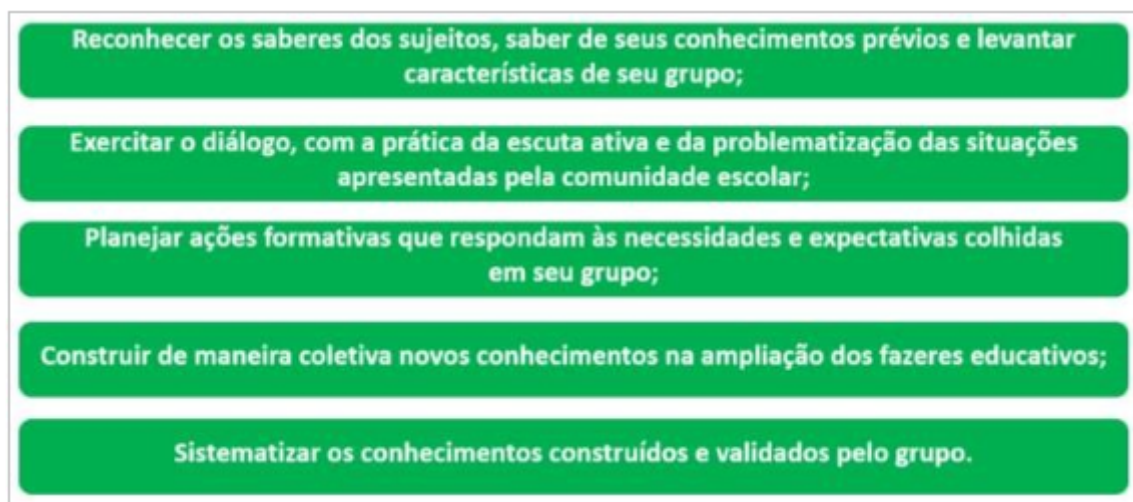 Reconhecer os saberes dos sujeitos, saber de seus conhecimentos prévios e levantar
características de seu grupo;
Exercitar o diálogo, com a prática da escuta ativa e da problematização das situações
apresentadas pela comunidade escolar;
Planejar ações formativas que respondam às necessidades e expectativas colhidas
em seu grupo;
Construir de maneira coletiva novos conhecimentos na ampliação dos fazeres educativos;
Sistematizar os conhecimentos construídos e validados pelo grupo.